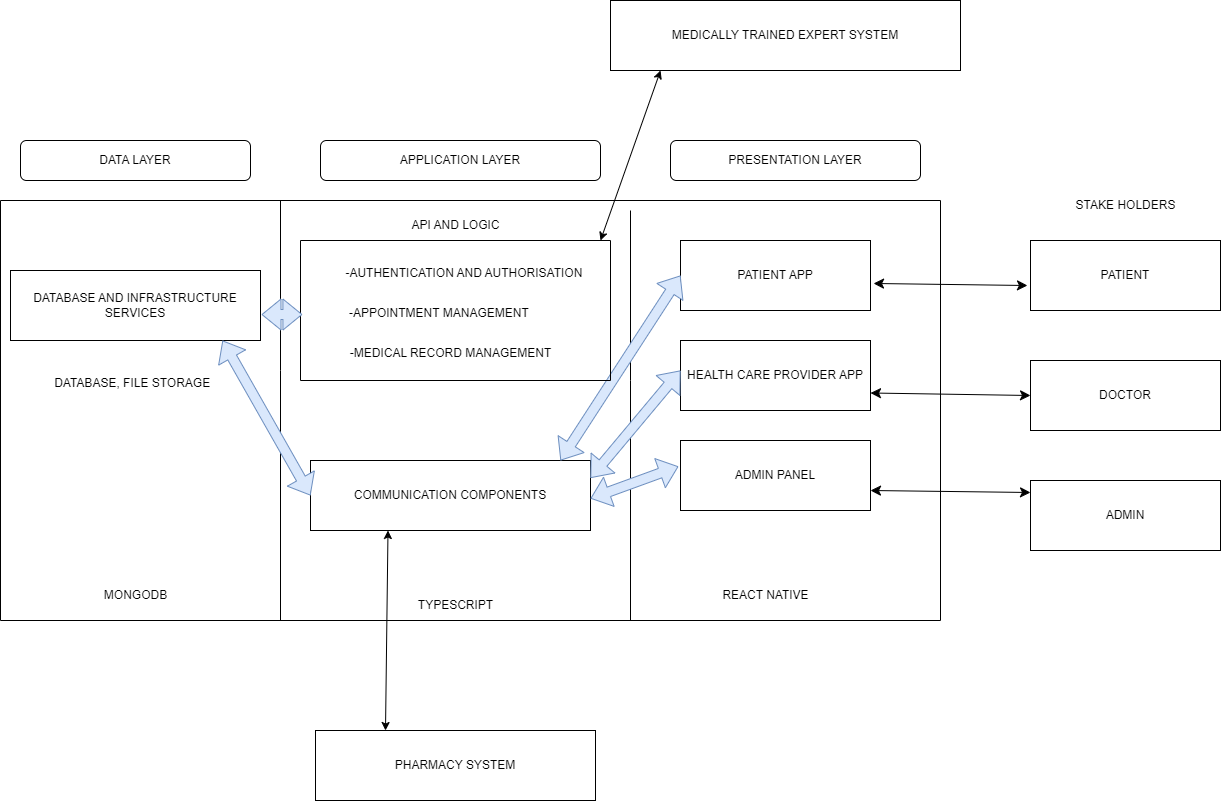 MEDICALLY TRAINED EXPERT SYSTEM
DATA LAYER
APPLICATION LAYER
PRESENTATION LAYER
STAKE HOLDERS
API AND LOGIC
DATABASE AND INFRASTRUCTURE
SERVICES
DATABASE, FILE STORAGE
-AUTHENTICATION AND AUTHORISATION
-APPOINTMENT MANAGEMENT
-MEDICAL RECORD MANAGEMENT
PATIENT APP
PATIENT
HEALTH CARE PROVIDER APP
DOCTOR
ADMIN PANEL
ADMIN
COMMUNICATION COMPONENTS
MONGODB
TYPESCRIPT
REACT NATIVE
PHARMACY SYSTEM